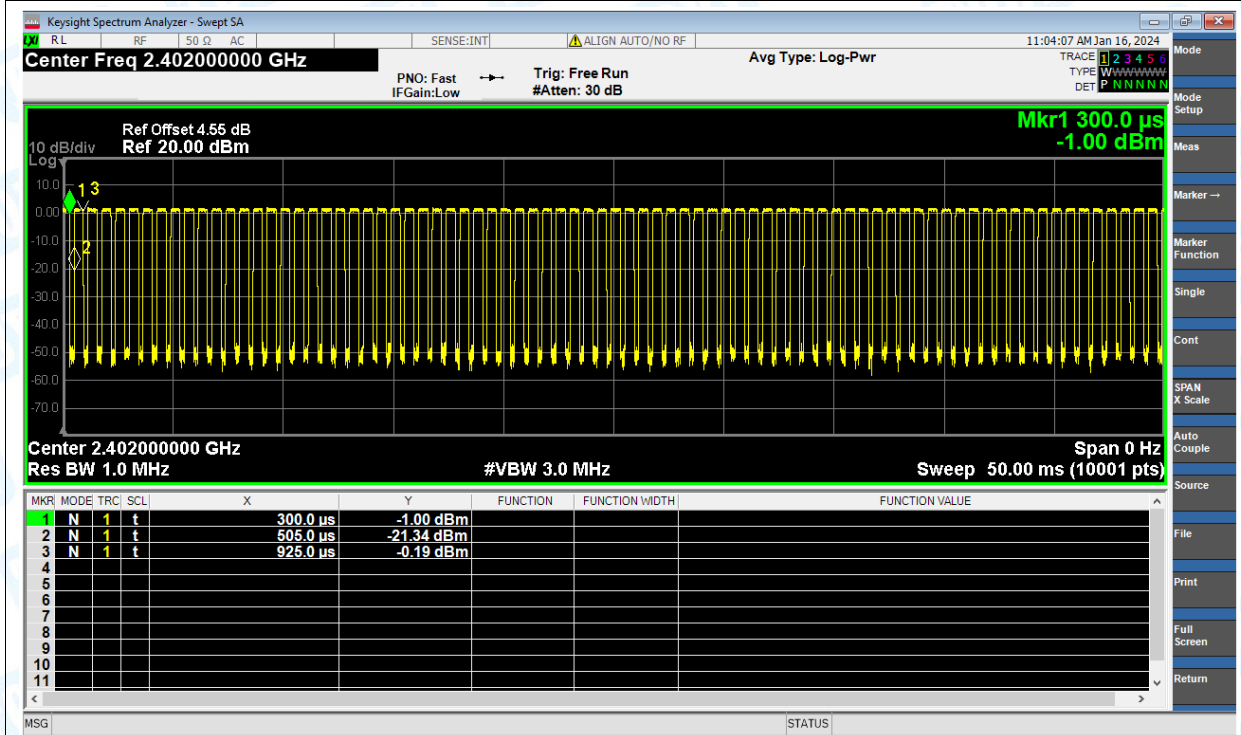 Keysight Spectrum Analyzer - Swept SA
LXI RL RF 50 Ω AC SENSE:INT ALIGN AUTO/NO RF 11:04:07 AM Jan 16, 2024
Center Freq 2.402000000 GHz
Avg Type: Log-Pwr
TRACE 1 2 3 4 5 6
TYPE WWWWWW
DET P N N N N N
PNO: Fast
IFGain:Low
Trig: Free Run
#Atten: 30 dB
Mkr1 300.0 µs
-1.00 dBm
Ref Offset 4.55 dB
10 dB/div Ref 20.00 dBm
Log
10.0
0.00
-10.0
-20.0
-30.0
-40.0
-50.0
-60.0
-70.0
1 3
2
Center 2.402000000 GHz Span 0 Hz
Res BW 1.0 MHz #VBW 3.0 MHz Sweep 50.00 ms (10001 pts)
MKR MODE TRC SCL X Y FUNCTION FUNCTION WIDTH FUNCTION VALUE
1 N 1 t 300.0 µs -1.00 dBm
2 N 1 t 505.0 µs -21.34 dBm
3 N 1 t 925.0 µs -0.19 dBm
4
5
6
7
8
9
10
11
MSG STATUS
Mode
Mode Setup
Meas
Marker →
Marker Function
Single
Cont
SPAN X Scale
Auto Couple
Source
File
Print
Full Screen
Return